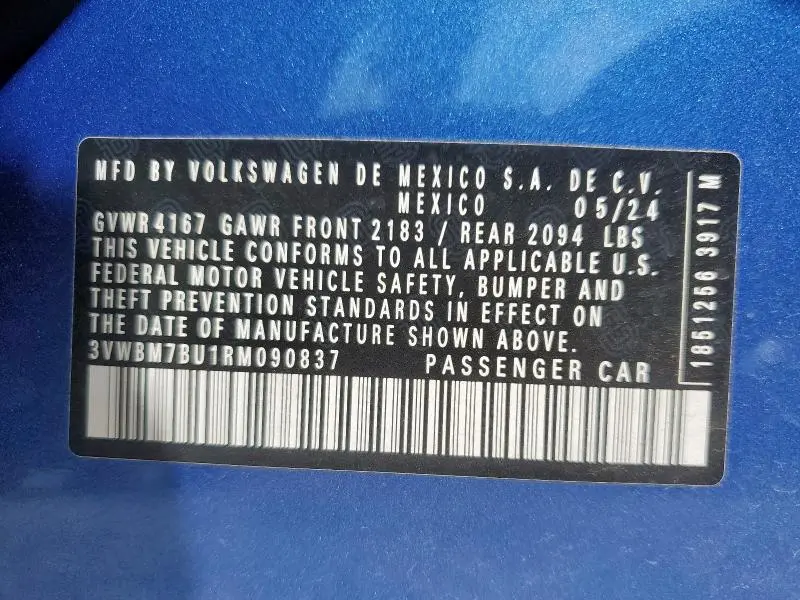 MFD BY VOLKSWAGEN DE MEXICO S.A. DE C.V.
MEXICO 05/24
GVWR 4167 GAWR FRONT 2183 / REAR 2094 LBS
THIS VEHICLE CONFORMS TO ALL APPLICABLE U.S.
FEDERAL MOTOR VEHICLE SAFETY, BUMPER AND
THEFT PREVENTION STANDARDS IN EFFECT ON
THE DATE OF MANUFACTURE SHOWN ABOVE.
3VWBM7BU1RM090837 PASSENGER CAR
1861256 3917 M